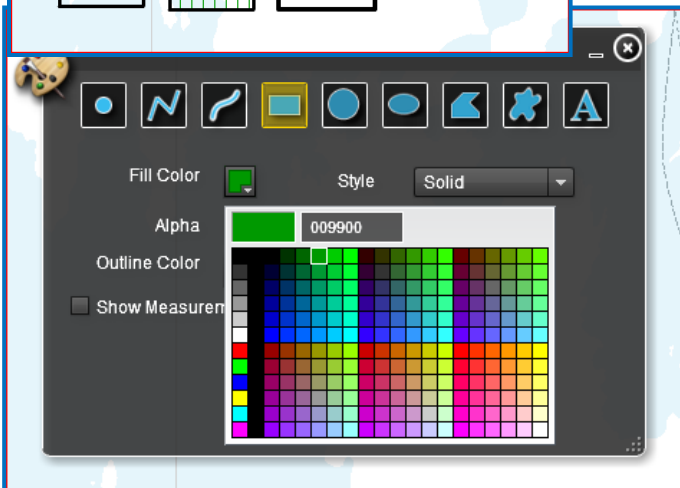 A
Fill Color
Style
Solid
Alpha
009900
Outline Color
Show Measurem